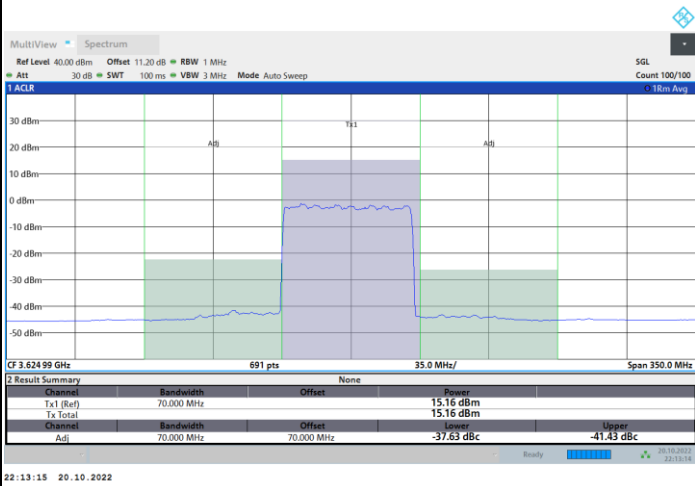 MultiView Spectrum
Ref Level 40.00 dBm Offset 11.20 dB RBW 1 MHz SGL
Att 30 dB SWT 100 ms VBW 3 MHz Mode Auto Sweep Count 100/100
1 ACLR 1Rm Avg
30 dBm
Tx1
20 dBm Adj Adj
10 dBm
0 dBm
-10 dBm
-20 dBm
-30 dBm
-40 dBm
-50 dBm
CF 3.624 99 GHz 691 pts 35.0 MHz/ Span 350.0 MHz
2 Result Summary None
Channel Bandwidth Offset Power
Tx1 (Ref) 70.000 MHz 15.16 dBm
Tx Total 15.16 dBm
Channel Bandwidth Offset Lower Upper
Adj 70.000 MHz 70.000 MHz -37.63 dBc -41.43 dBc
Ready 20.10.2022
22:13:14
22:13:15 20.10.2022